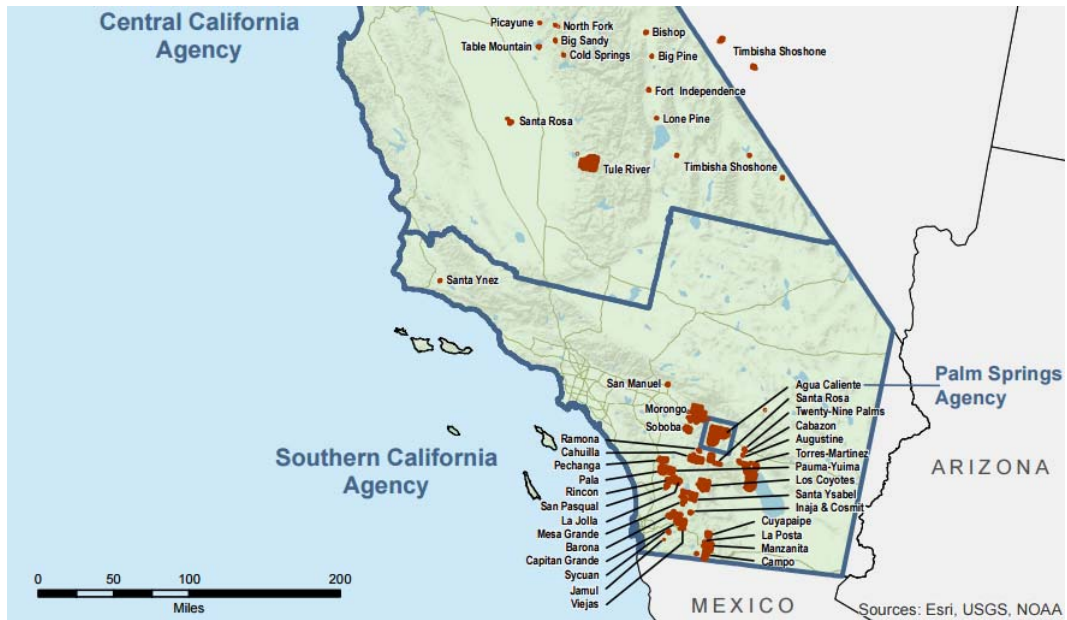 Central California
Agency
Picayune
North Fork
Big Sandy
Table Mountain
Cold Springs
Bishop
Big Pine
Timbisha Shoshone
Fort Independence
Lone Pine
Santa Rosa
Tule River
Timbisha Shoshone
Santa Ynez
San Manuel
Morongo
Soboba
Agua Caliente
Palm Springs
Agency
Santa Rosa
Twenty-Nine Palms
Cabazon
Augustine
Torres-Martinez
Pauma-Yuima
Los Coyotes
Santa Ysabel
Inaja & Cosmit
Cuyapaipe
La Posta
Manzanita
Campo
Ramona
Cahuilla
Pechanga
Pala
Rincon
San Pasqual
La Jolla
Mesa Grande
Barona
Capitan Grande
Sycuan
Jamul
Viejas
Southern California
Agency
ARIZONA
MEXICO
0 50 100 200
Miles
Sources: Esri, USGS, NOAA